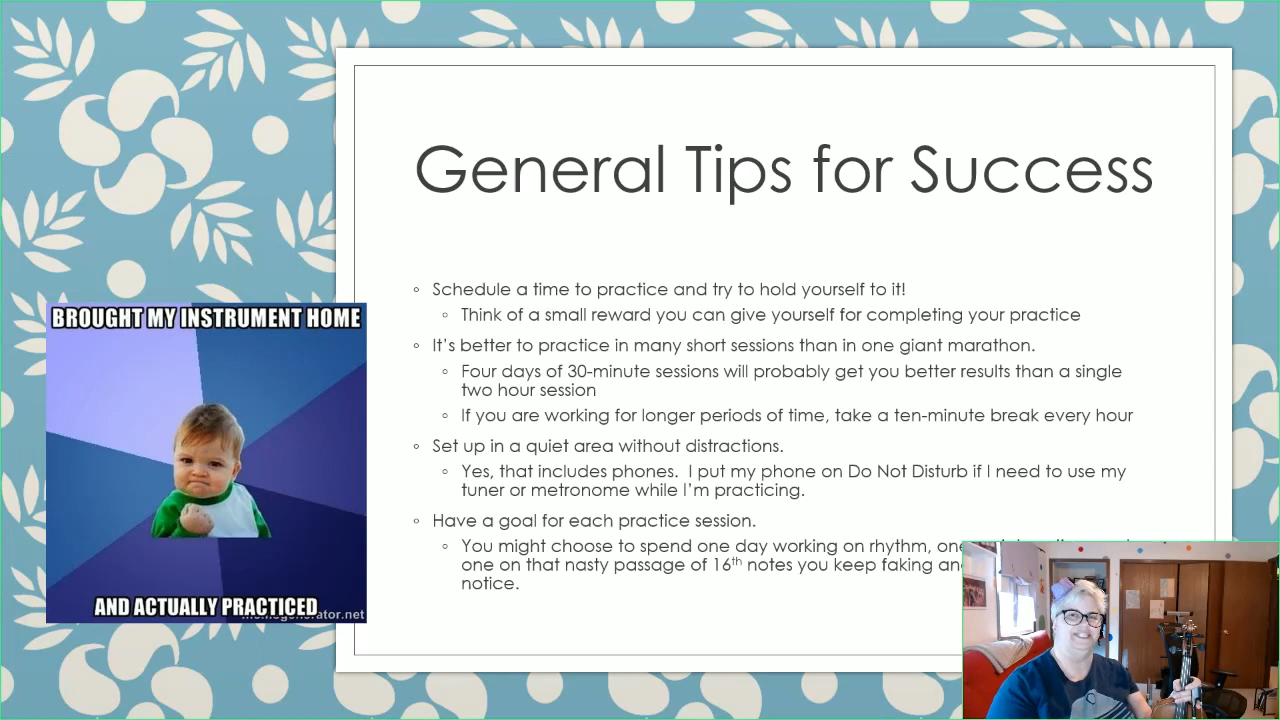 General Tips for Success
Schedule a time to practice and try to hold yourself to it!
Think of a small reward you can give yourself for completing your practice
It's better to practice in many short sessions than in one giant marathon.
Four days of 30-minute sessions will probably get you better results than a single
two hour session
If you are working for longer periods of time, take a ten-minute break every hour
Set up in a quiet area without distractions.
Yes, that includes phones.  I put my phone on Do Not Disturb if I need to use my
tuner or metronome while I'm practicing.
Have a goal for each practice session.
You might choose to spend one day working on rhythm, one
one on that nasty passage of 16th notes you keep faking and
notice.
BROUGHT MY INSTRUMENT HOME
AND ACTUALLY PRACTICED